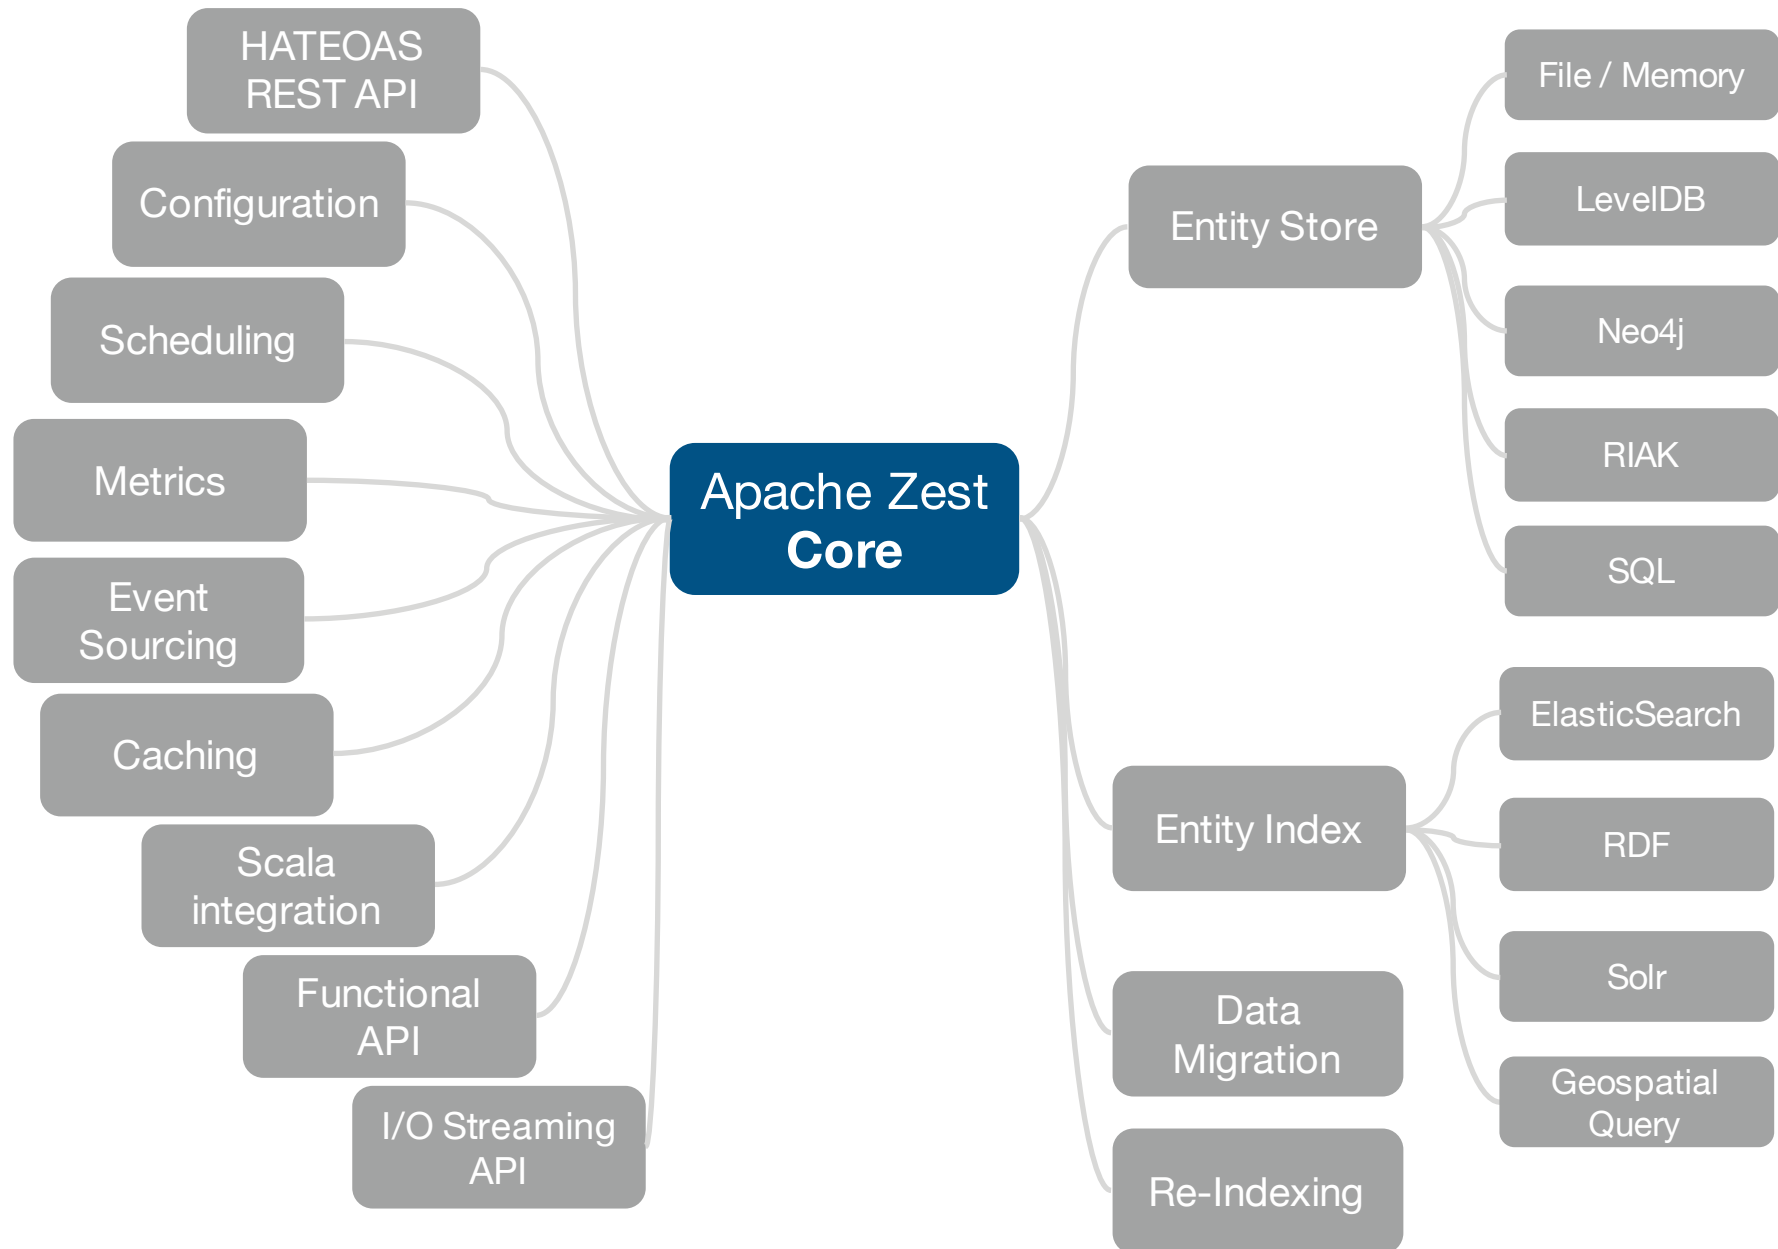 HATEOAS
REST API
Configuration
Scheduling
Metrics
Event
Sourcing
Caching
Scala
integration
Functional
API
I/O Streaming
API
Apache Zest
Core
Entity Store
File / Memory
LevelDB
Neo4j
RIAK
SQL
Entity Index
ElasticSearch
RDF
Solr
Geospatial
Query
Data
Migration
Re-Indexing